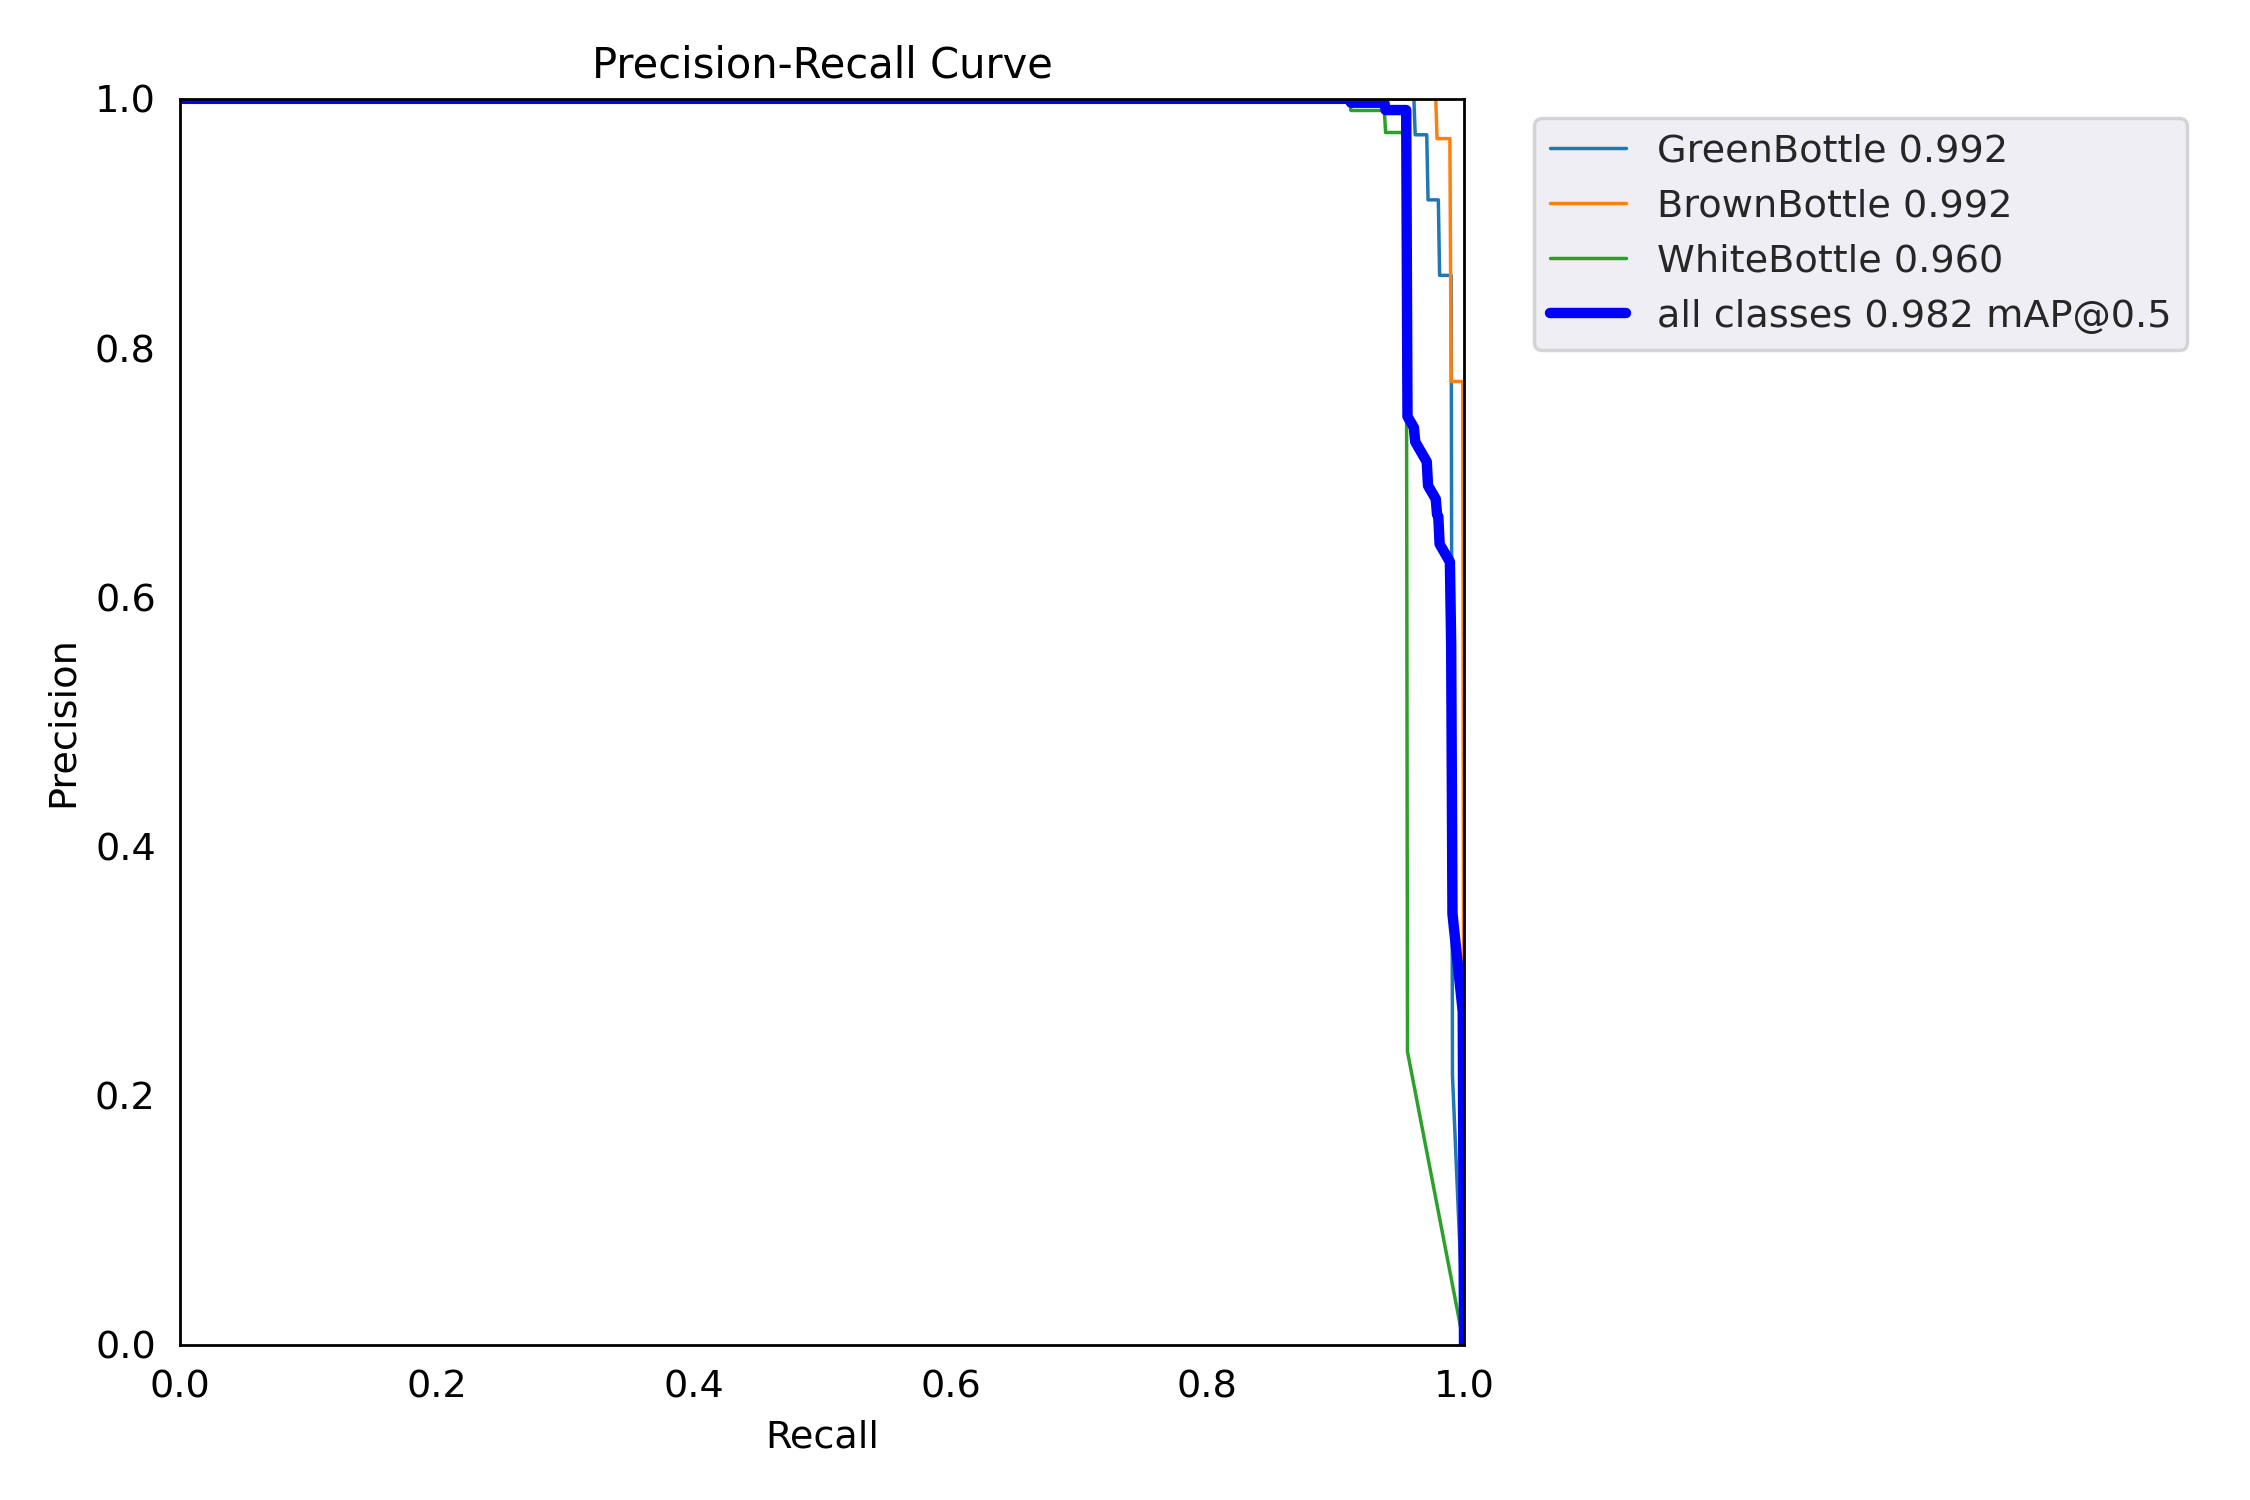 Precision-Recall Curve
1.0
0.8
0.6
0.4
0.2
0.0
Precision
0.0 0.2 0.4 0.6 0.8 1.0
Recall
GreenBottle 0.992
BrownBottle 0.992
WhiteBottle 0.960
all classes 0.982 mAP@0.5